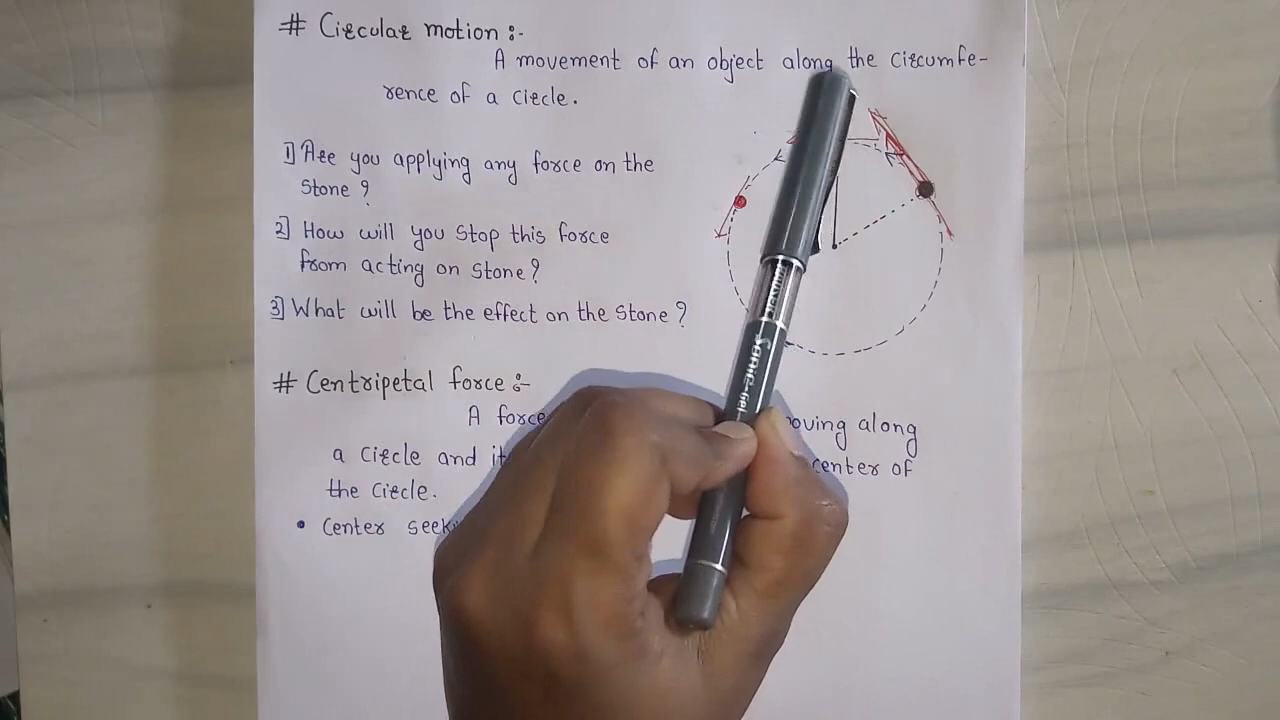 # Circular motion :-
A movement of an object along the circumfe-
rence of a circle.
1] Are you applying any force on the
stone ?
2] How will you stop this force
from acting on stone ?
3] What will be the effect on the stone ?
# Centripetal force :-
A force moving along
a circle and it center of
the circle.
• Center